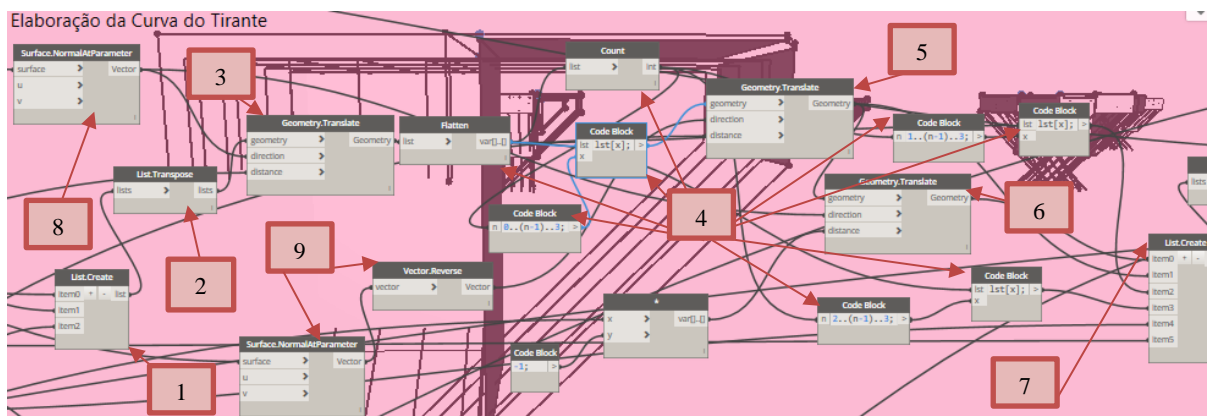 Elaboração da Curva do Tirante
Surface.NormalAtParameter
surface > Vector
u >
v >
8
3
Geometry.Translate
geometry > Geometry
direction >
distance >
Flatten
list > var[]..[]
Count
list > int
5
Geometry.Translate
geometry > Geometry
direction >
distance >
Code Block
lst lst[x]; >
x
Code Block
n 1..(n-1)..3; >
Code Block
lst lst[x]; >
x
List.Transpose
lists > lists
2
Code Block
n 0..(n-1)..3; >
4
Geometry.Translate
geometry > Geometry
direction >
distance >
6
lists >
List.Create
item0 + - list
item1
item2
1
9
Vector.Reverse
vector > Vector
Surface.NormalAtParameter
surface > Vector
u >
v >
*
x > var[]..[]
y >
Code Block
-1; >
Code Block
n 2..(n-1)..3; >
Code Block
lst lst[x]; >
x
List.Create
item0 + -
item1
item2
item3
item4
item5
7